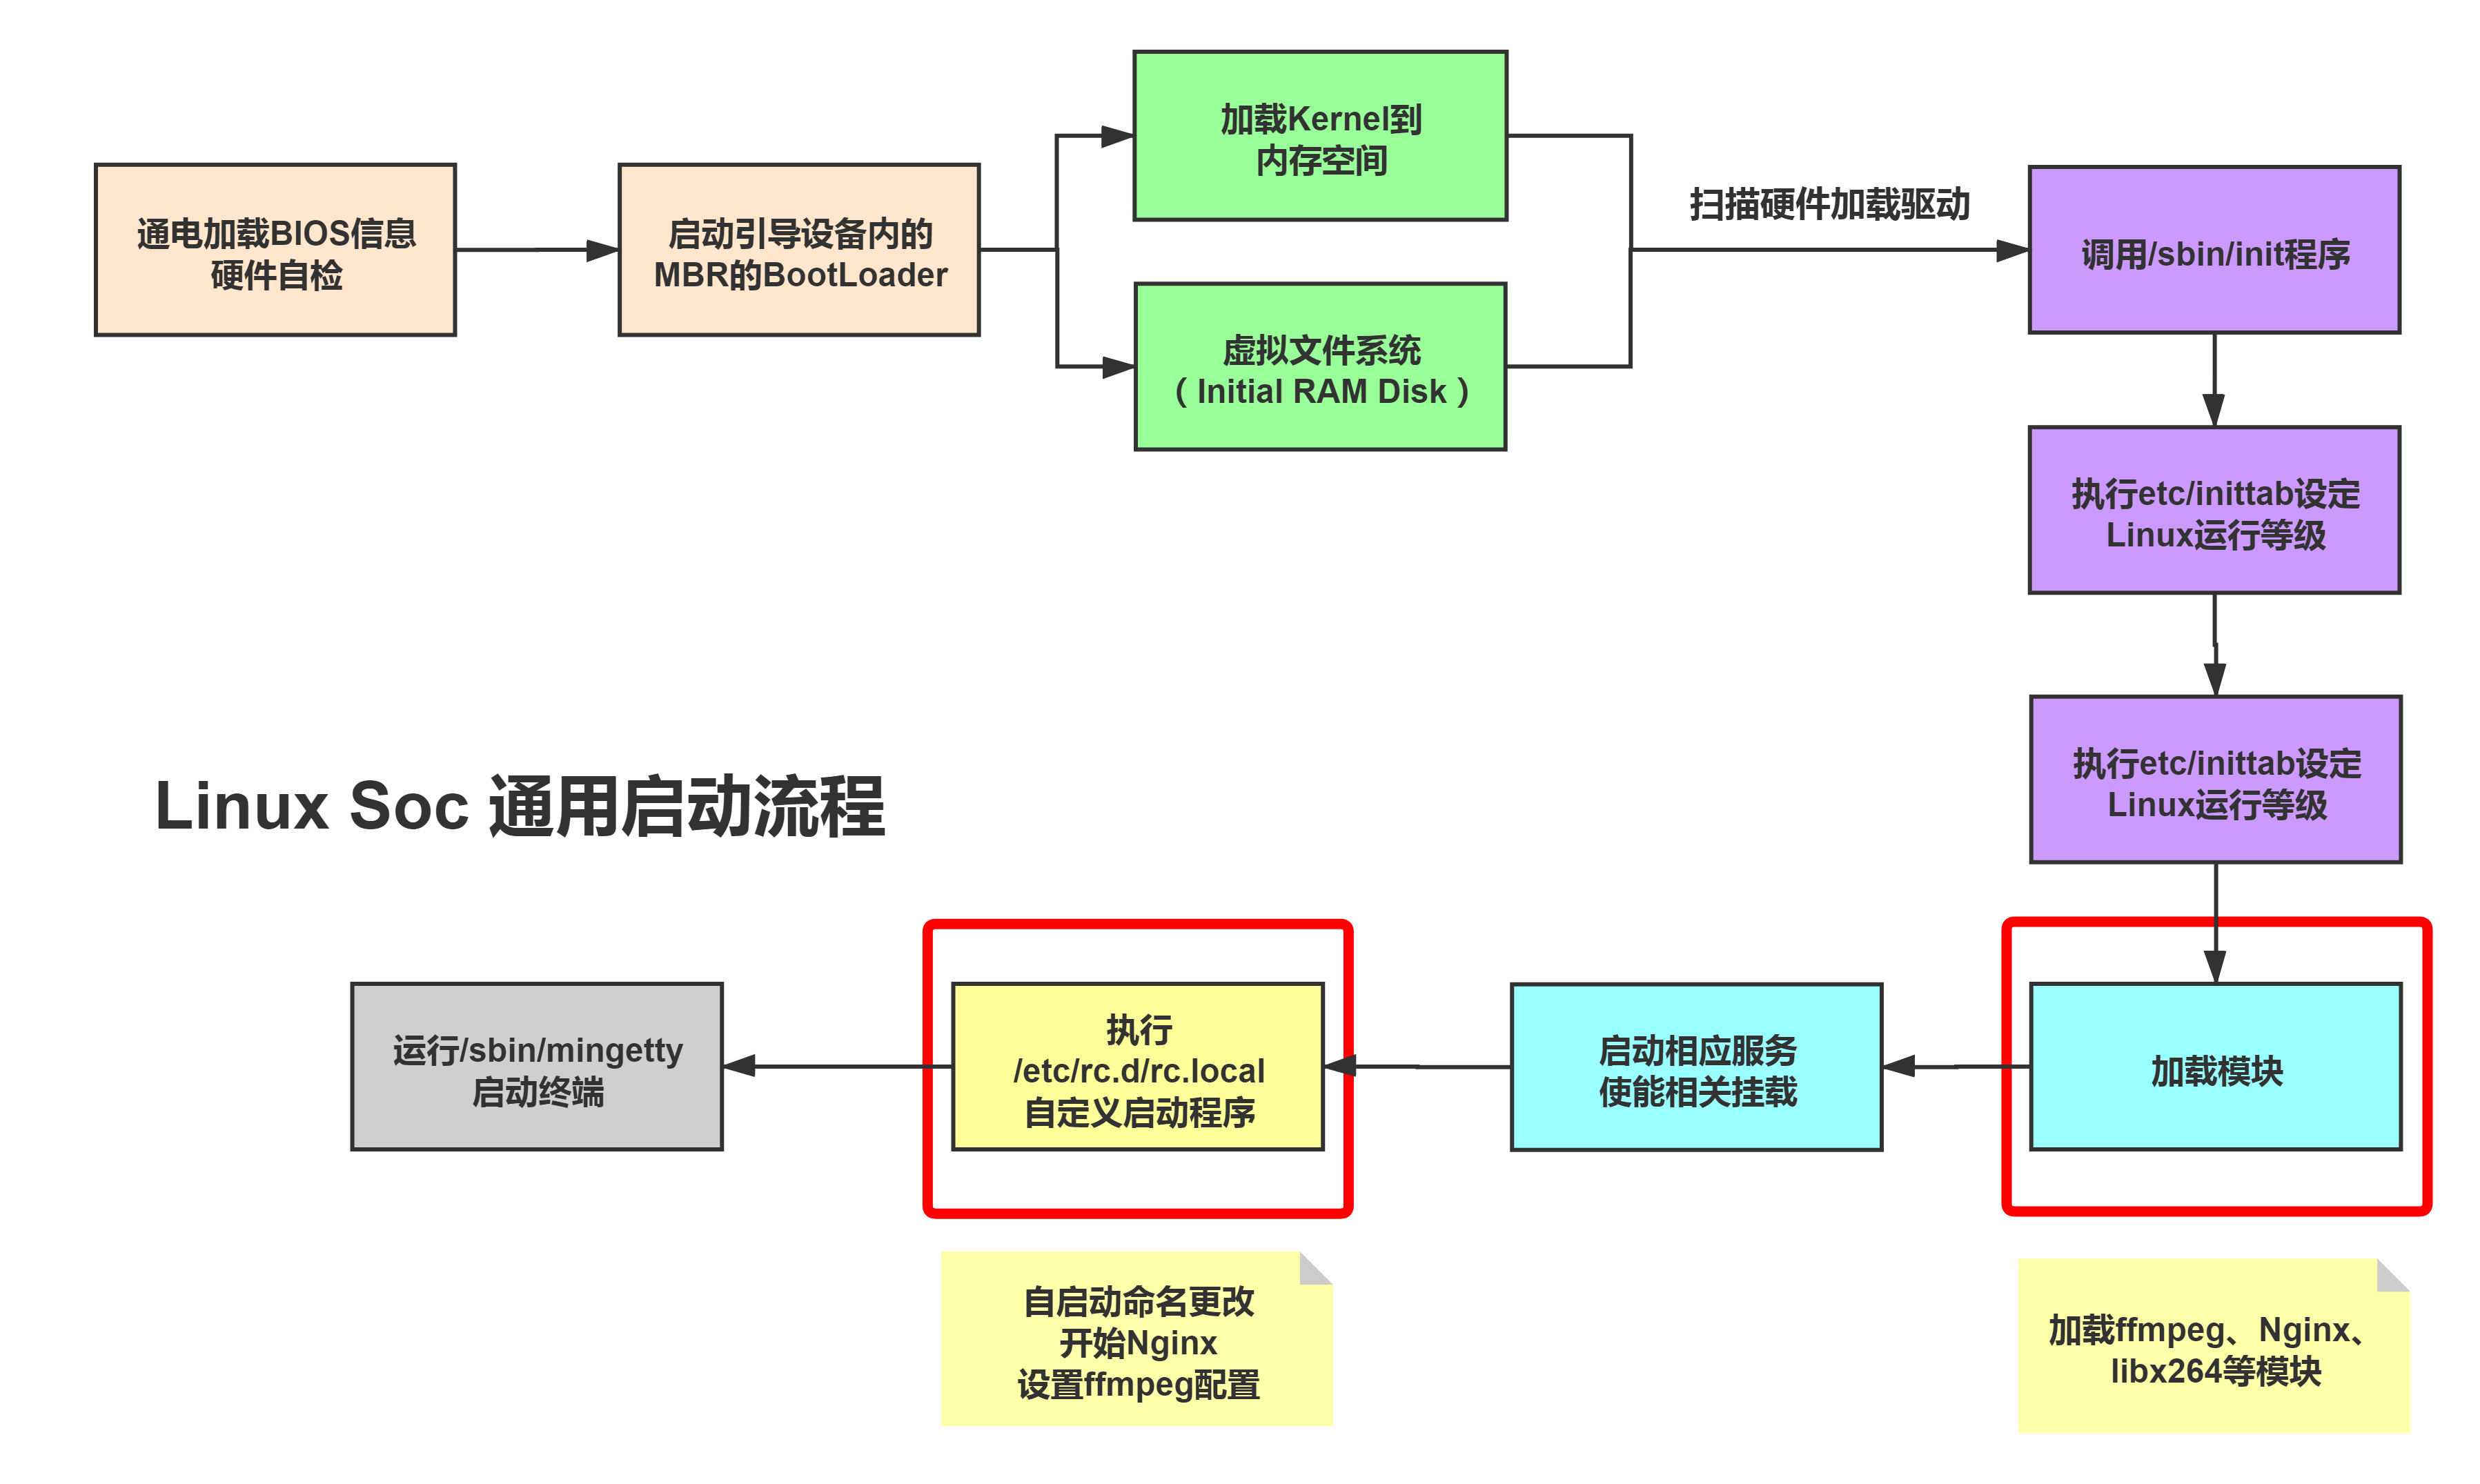 通电加载BIOS信息
硬件自检
启动引导设备内的
MBR的BootLoader
加载Kernel到
内存空间
虚拟文件系统
（ Initial RAM Disk ）
扫描硬件加载驱动
调用/sbin/init程序
执行etc/inittab设定
Linux运行等级
执行etc/inittab设定
Linux运行等级
Linux Soc 通用启动流程
加载模块
启动相应服务
使能相关挂载
执行
/etc/rc.d/rc.local
自定义启动程序
运行/sbin/mingetty
启动终端
自启动命名更改
开始Nginx
设置ffmpeg配置
加载ffmpeg、Nginx、
libx264等模块